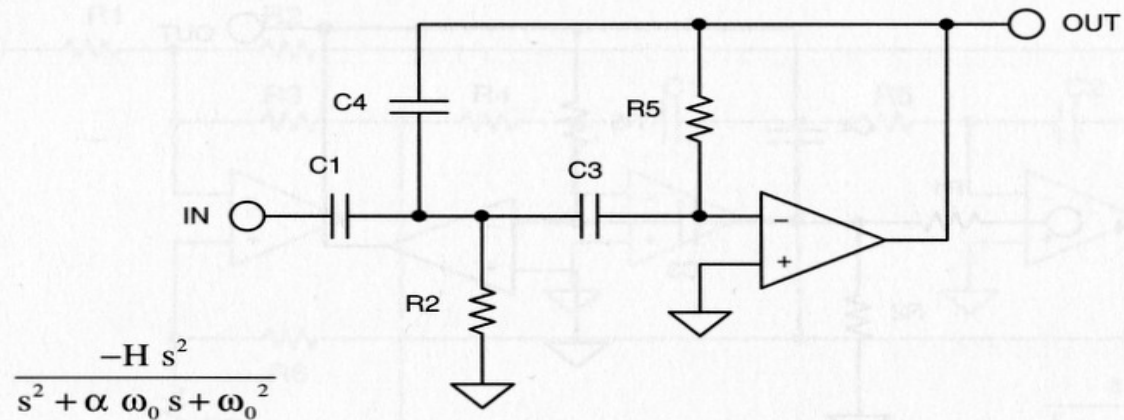 OUT
C4
R5
C1
C3
IN
−
+
R2
−H s²
s² + α ω₀ s + ω₀²